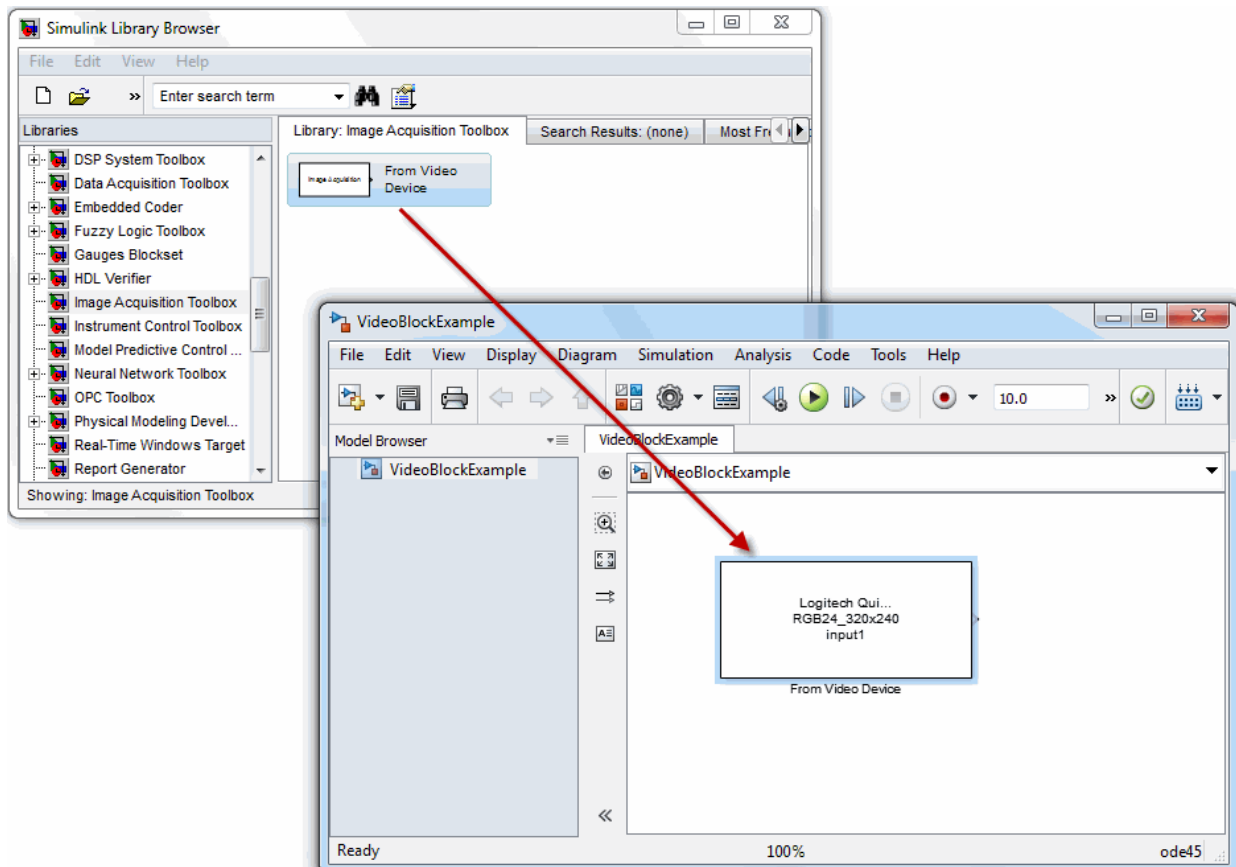 Simulink Library Browser
File Edit View Help
» Enter search term
Libraries
DSP System Toolbox
Data Acquisition Toolbox
Embedded Coder
Fuzzy Logic Toolbox
Gauges Blockset
HDL Verifier
Image Acquisition Toolbox
Instrument Control Toolbox
Model Predictive Control ...
Neural Network Toolbox
OPC Toolbox
Physical Modeling Devel...
Real-Time Windows Target
Report Generator
Showing: Image Acquisition Toolbox
Library: Image Acquisition Toolbox Search Results: (none) Most Fre
Image Acquisition
From Video
Device
VideoBlockExample
File Edit View Display Diagram Simulation Analysis Code Tools Help
10.0 »
Model Browser
VideoBlockExample
VideoBlockExample
VideoBlockExample
Logitech Qui...
RGB24_320x240
input1
From Video Device
Ready 100% ode45